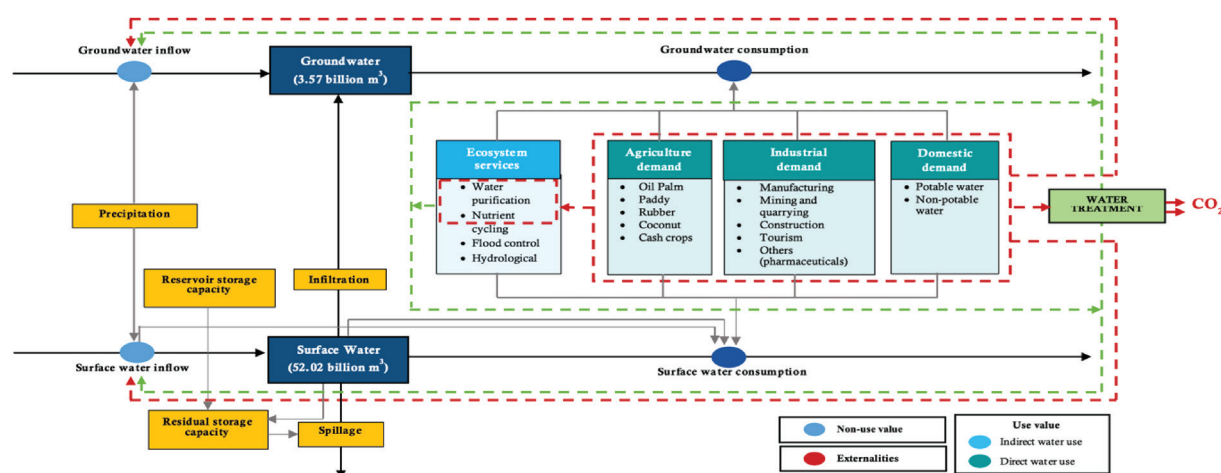 Groundwater inflow
Groundwater
(3.57 billion m³)
Groundwater consumption
Ecosystem
services
• Water
purification
• Nutrient
cycling
• Flood control
• Hydrological
Agriculture
demand
• Oil Palm
• Paddy
• Rubber
• Coconut
• Cash crops
Industrial
demand
• Manufacturing
• Mining and
quarrying
• Construction
• Tourism
• Others
(pharmaceuticals)
Domestic
demand
• Potable water
• Non-potable
water
WATER
TREATMENT
CO₂
Precipitation
Reservoir storage
capacity
Infiltration
Surface water inflow
Surface Water
(52.02 billion m³)
Surface water consumption
Residual storage
capacity
Spillage
Non-use value
Externalities
Use value
Indirect water use
Direct water use